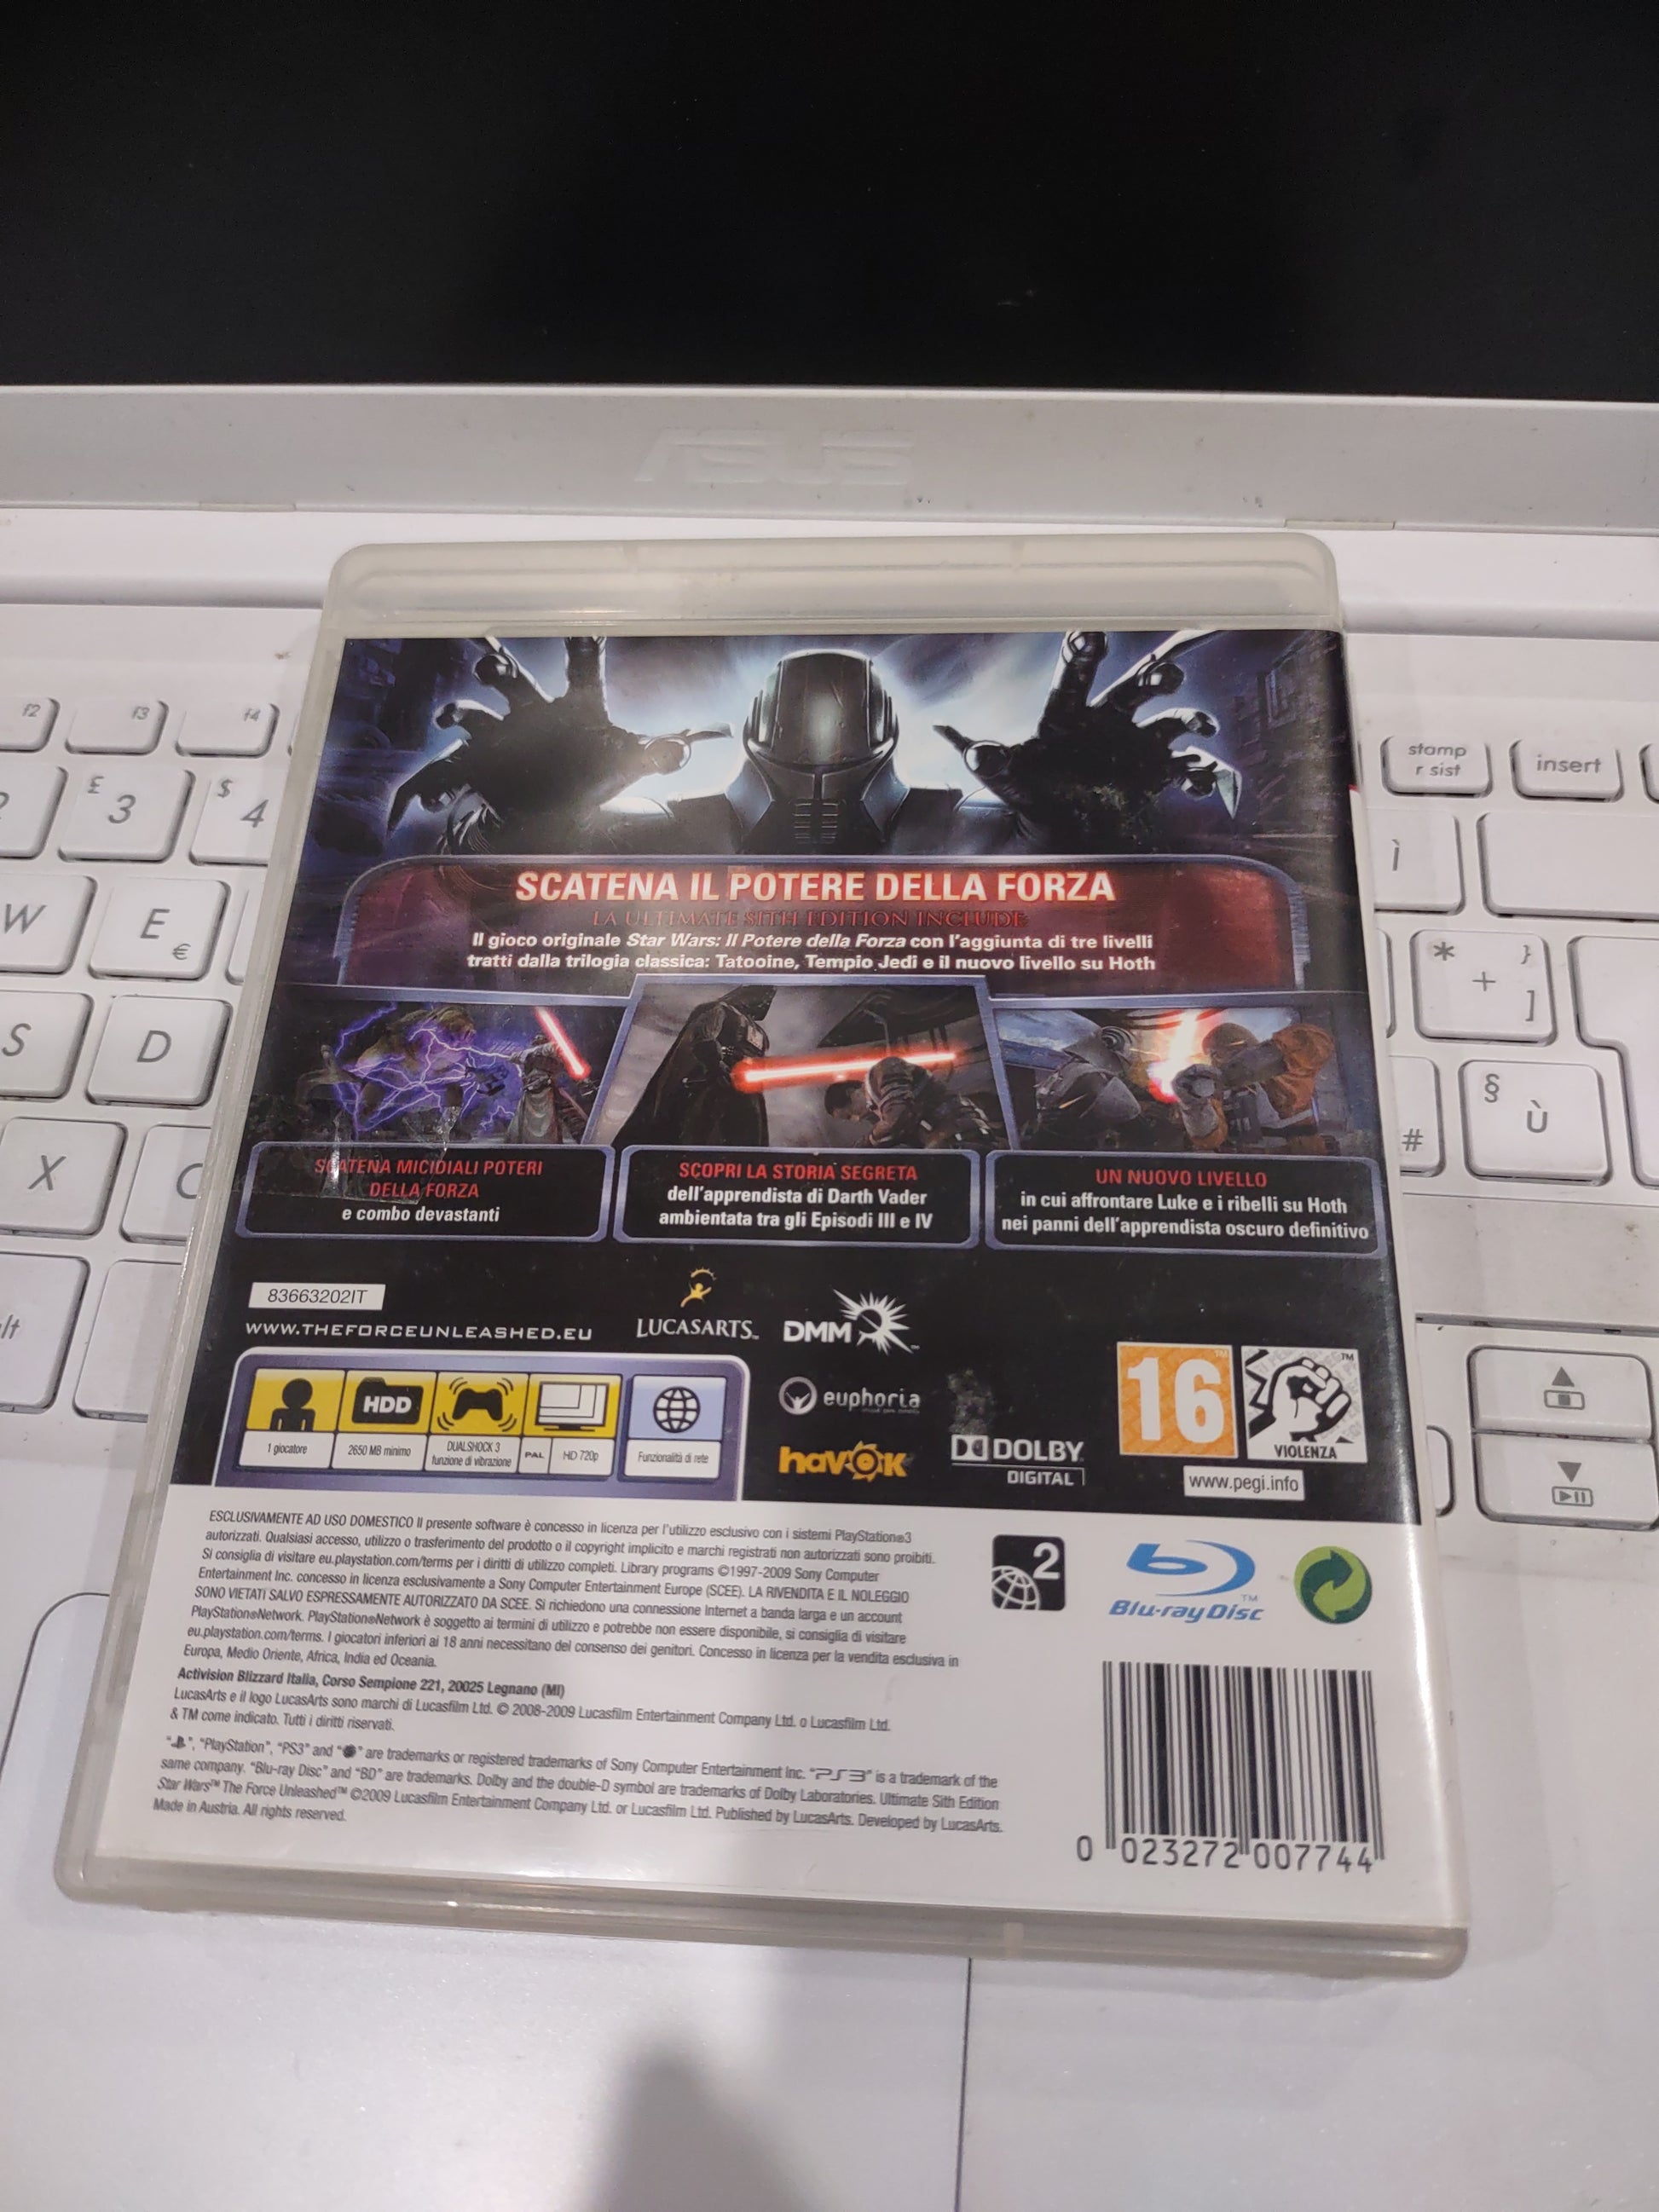 ASUS
f2
f3
f4
£
3
$
4
W
E
€
S
D
X
C
lt
stamp
r sist
insert
ì
*
+
}
]
#
§
Ù
SCATENA IL POTERE DELLA FORZA
LA ULTIMATE SITH EDITION INCLUDE:
Il gioco originale Star Wars: Il Potere della Forza con l'aggiunta di tre livelli
tratti dalla trilogia classica: Tatooine, Tempio Jedi e il nuovo livello su Hoth
SCATENA MICIDIALI POTERI
DELLA FORZA
e combo devastanti
SCOPRI LA STORIA SEGRETA
dell'apprendista di Darth Vader
ambientata tra gli Episodi III e IV
UN NUOVO LIVELLO
in cui affrontare Luke e i ribelli su Hoth
nei panni dell'apprendista oscuro definitivo
83663202IT
WWW.THEFORCEUNLEASHED.EU
LUCASARTS™
DMM™
HDD
1 giocatore
2650 MB minimo
DUALSHOCK 3
funzione di vibrazione
PAL
HD 720p
Funzionalità di rete
euphoria
havok
DOLBY
DIGITAL
16
VIOLENZA
www.pegi.info
ESCLUSIVAMENTE AD USO DOMESTICO Il presente software è concesso in licenza per l'utilizzo esclusivo con i sistemi PlayStation®3
autorizzati. Qualsiasi accesso, utilizzo o trasferimento del prodotto o il copyright implicito e marchi registrati non autorizzati sono proibiti.
Si consiglia di visitare eu.playstation.com/terms per i diritti di utilizzo completi. Library programs ©1997-2009 Sony Computer
Entertainment Inc. concesso in licenza esclusivamente a Sony Computer Entertainment Europe (SCEE). LA RIVENDITA E IL NOLEGGIO
SONO VIETATI SALVO ESPRESSAMENTE AUTORIZZATO DA SCEE. Si richiedono una connessione Internet a banda larga e un account
PlayStation®Network. PlayStation®Network è soggetto ai termini di utilizzo e potrebbe non essere disponibile, si consiglia di visitare
eu.playstation.com/terms. I giocatori inferiori ai 18 anni necessitano del consenso dei genitori. Concesso in licenza per la vendita esclusiva in
Europa, Medio Oriente, Africa, India ed Oceania.
Activision Blizzard Italia, Corso Sempione 221, 20025 Legnano (MI)
LucasArts e il logo LucasArts sono marchi di Lucasfilm Ltd. © 2008-2009 Lucasfilm Entertainment Company Ltd. o Lucasfilm Ltd.
& TM come indicato. Tutti i diritti riservati.
" ", "PlayStation", "PS3" and " " are trademarks or registered trademarks of Sony Computer Entertainment Inc. "PS3" is a trademark of the
same company. "Blu-ray Disc" and "BD" are trademarks. Dolby and the double-D symbol are trademarks of Dolby Laboratories. Ultimate Sith Edition
Star Wars™ The Force Unleashed™ ©2009 Lucasfilm Entertainment Company Ltd. or Lucasfilm Ltd. Published by LucasArts. Developed by LucasArts.
Made in Austria. All rights reserved.
2
Blu-ray Disc™
0 023272 007744